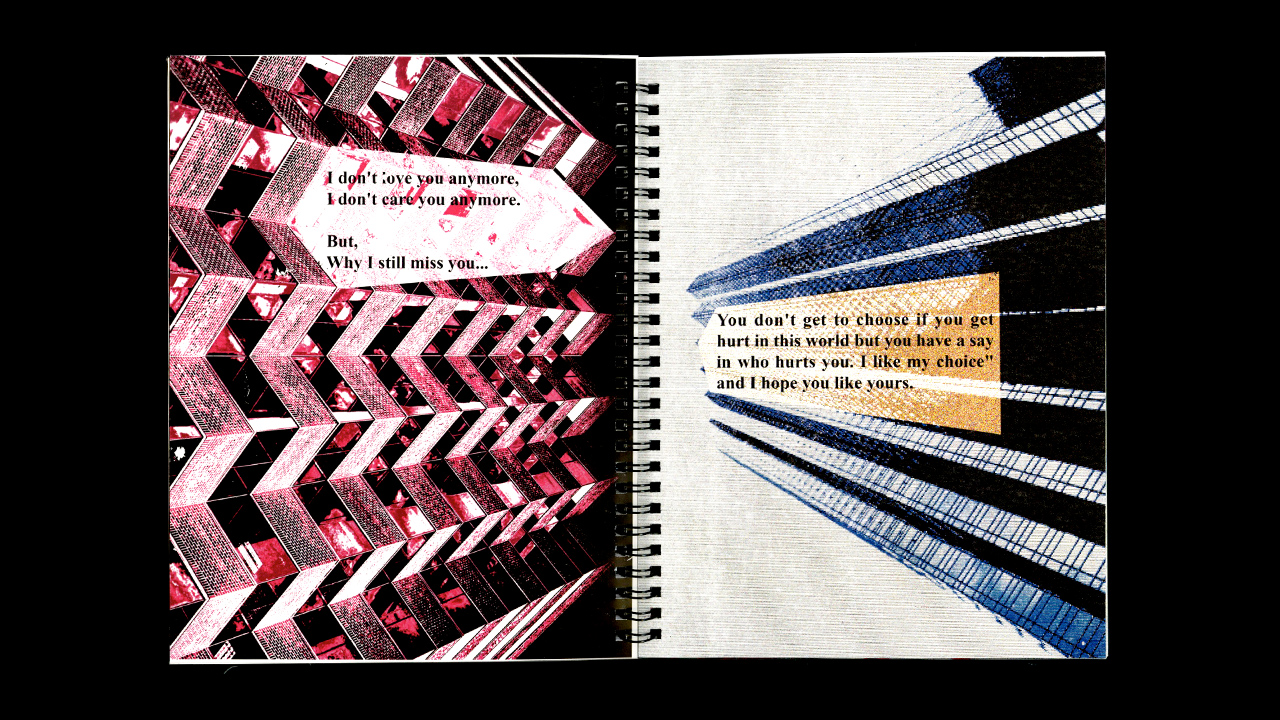 I don't love you anymore,
I don't care you anymore.
But,
Why I still miss you...
You don't get to choose if you get
hurt in this world but you have a say
in who hurts you. I like my choice"
and I hope you like yours.